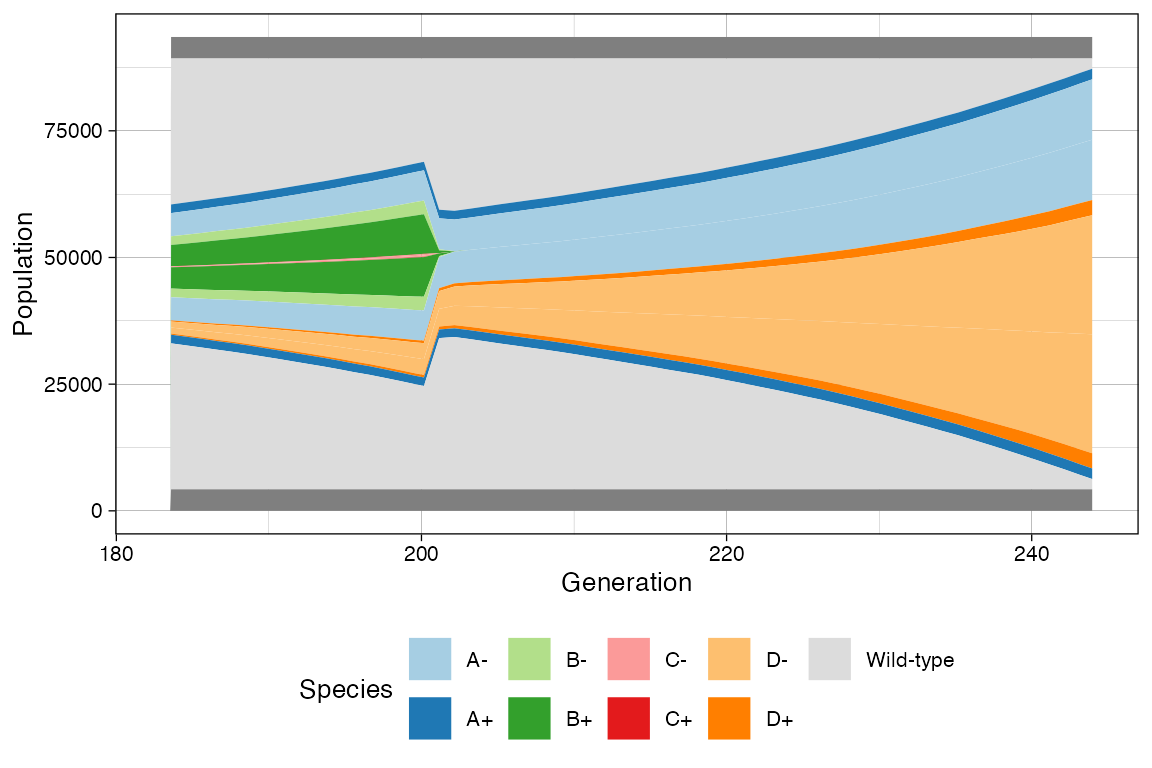 Population
75000
50000
25000
0
180 200 220 240
Generation
Species
A- B- C- D- Wild-type
A+ B+ C+ D+